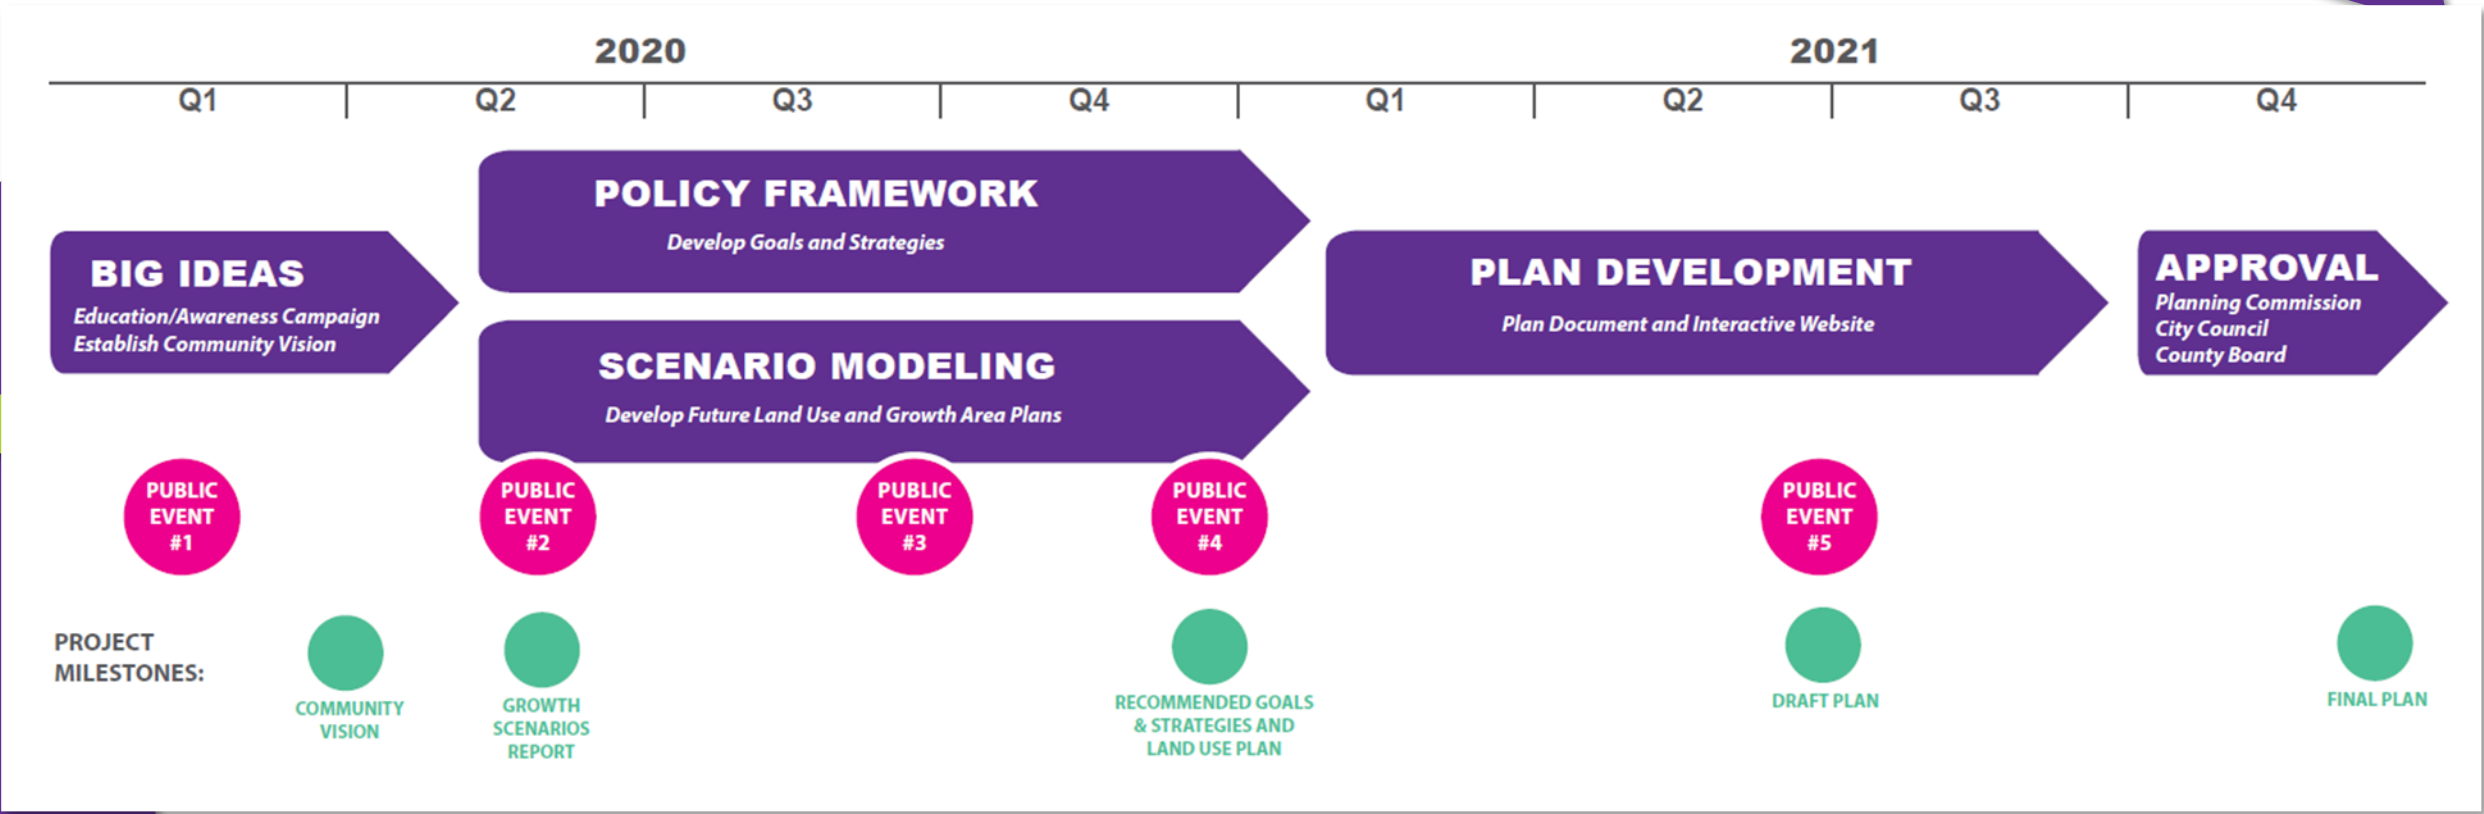 2020
2021
Q1
Q2
Q3
Q4
Q1
Q2
Q3
Q4
BIG IDEAS
Education/Awareness Campaign
Establish Community Vision
POLICY FRAMEWORK
Develop Goals and Strategies
SCENARIO MODELING
Develop Future Land Use and Growth Area Plans
PLAN DEVELOPMENT
Plan Document and Interactive Website
APPROVAL
Planning Commission
City Council
County Board
PUBLIC
EVENT
#1
PUBLIC
EVENT
#2
PUBLIC
EVENT
#3
PUBLIC
EVENT
#4
PUBLIC
EVENT
#5
PROJECT
MILESTONES:
COMMUNITY
VISION
GROWTH
SCENARIOS
REPORT
RECOMMENDED GOALS
& STRATEGIES AND
LAND USE PLAN
DRAFT PLAN
FINAL PLAN